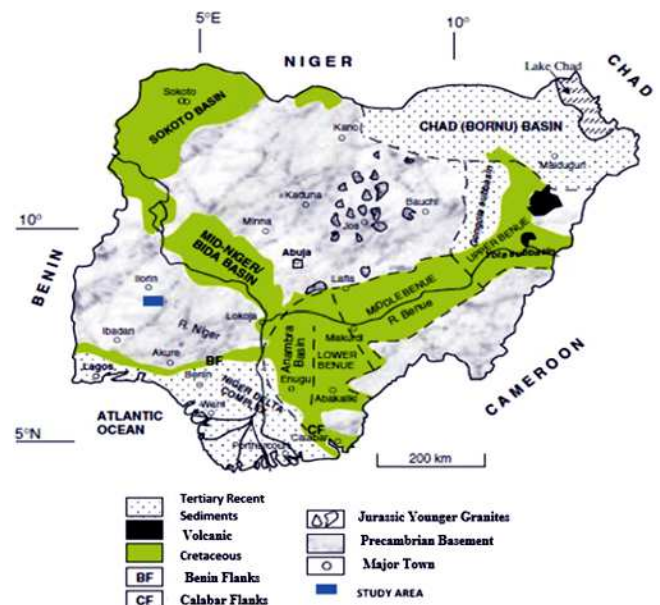 5°E
10°
NIGER
CHAD
Lake Chad
Sokoto
SOKOTO BASIN
Kano
CHAD (BORNU) BASIN
Maiduguri
Kaduna
Bauchi
Jos
Minna
10°
Abuja
MID-NIGER/
BIDA BASIN
UPPER BENUE
BENIN
Ilorin
Lafia
MIDDLE BENUE
R. Benue
Lokoja
Makurdi
Ibadan
R. Niger
Anambra
Basin
LOWER
BENUE
Akure
BF
Lagos
Benin
Enugu
Abakaliki
CAMEROON
NIGER DELTA
COMPLEX
Warri
ATLANTIC
OCEAN
CF
Calabar
5°N
200 km
Tertiary Recent
Sediments
Volcanic
Cretaceous
BF Benin Flanks
CF Calabar Flanks
Jurassic Younger Granites
Precambrian Basement
Major Town
STUDY AREA